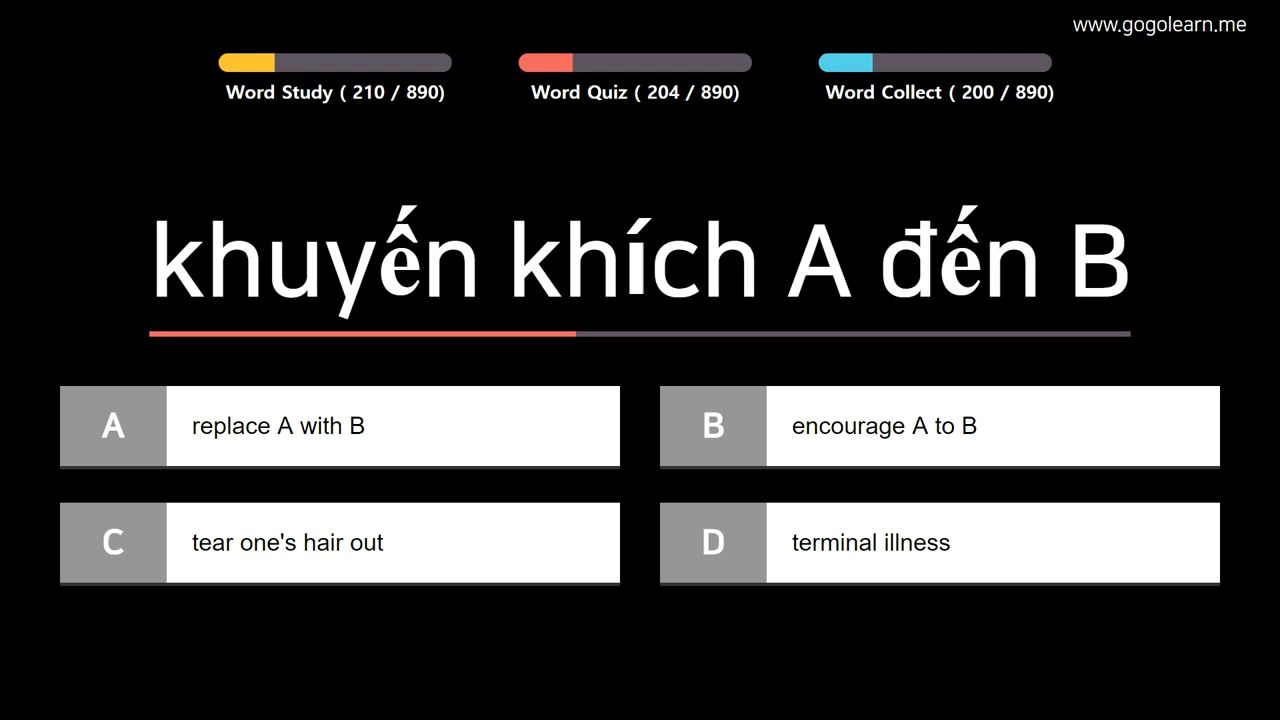 www.gogolearn.me
Word Study ( 210 / 890)
Word Quiz ( 204 / 890)
Word Collect ( 200 / 890)
khuyến khích A đến B
A replace A with B
B encourage A to B
C tear one's hair out
D terminal illness